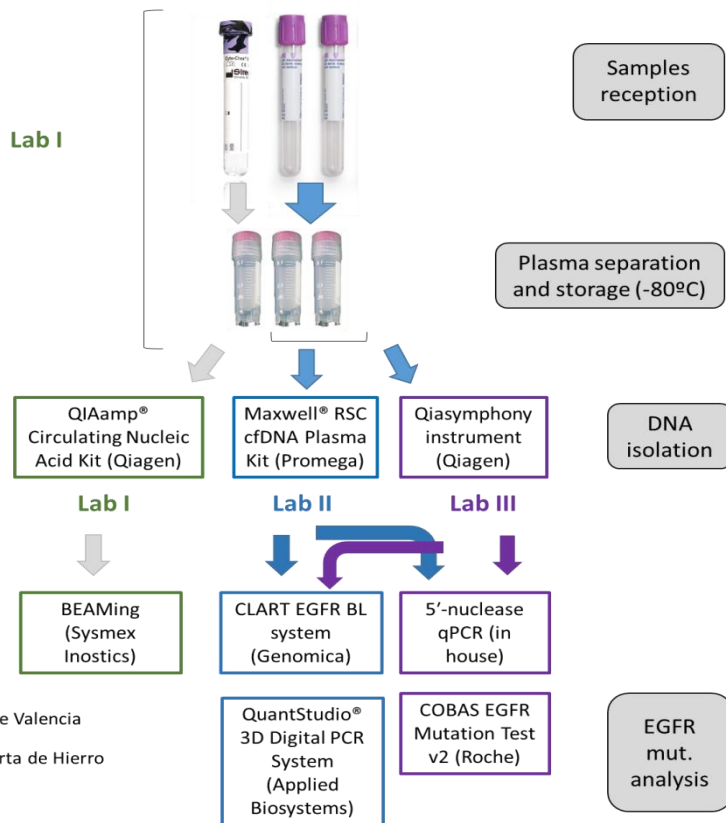 Samples
reception
Lab I
Plasma separation
and storage (-80ºC)
QIAamp®
Circulating Nucleic
Acid Kit (Qiagen)
Maxwell® RSC
cfDNA Plasma
Kit (Promega)
Qiasymphony
instrument
(Qiagen)
DNA
isolation
Lab I
Lab II
Lab III
BEAMing
(Sysmex
Inostics)
CLART EGFR BL
system
(Genomica)
5’-nuclease
qPCR (in
house)
QuantStudio®
3D Digital PCR
System
(Applied
Biosystems)
COBAS EGFR
Mutation Test
v2 (Roche)
EGFR
mut.
analysis
e Valencia
rta de Hierro